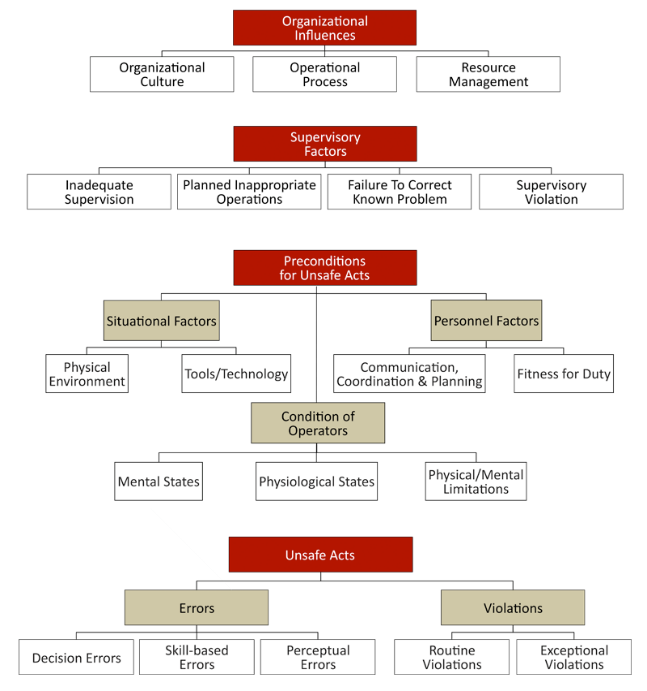 Organizational
Influences
Organizational
Culture
Operational
Process
Resource
Management
Supervisory
Factors
Inadequate
Supervision
Planned Inappropriate
Operations
Failure To Correct
Known Problem
Supervisory
Violation
Preconditions
for Unsafe Acts
Situational Factors
Personnel Factors
Physical
Environment
Tools/Technology
Communication,
Coordination & Planning
Fitness for Duty
Condition of
Operators
Mental States
Physiological States
Physical/Mental
Limitations
Unsafe Acts
Errors
Violations
Decision Errors
Skill-based
Errors
Perceptual
Errors
Routine
Violations
Exceptional
Violations